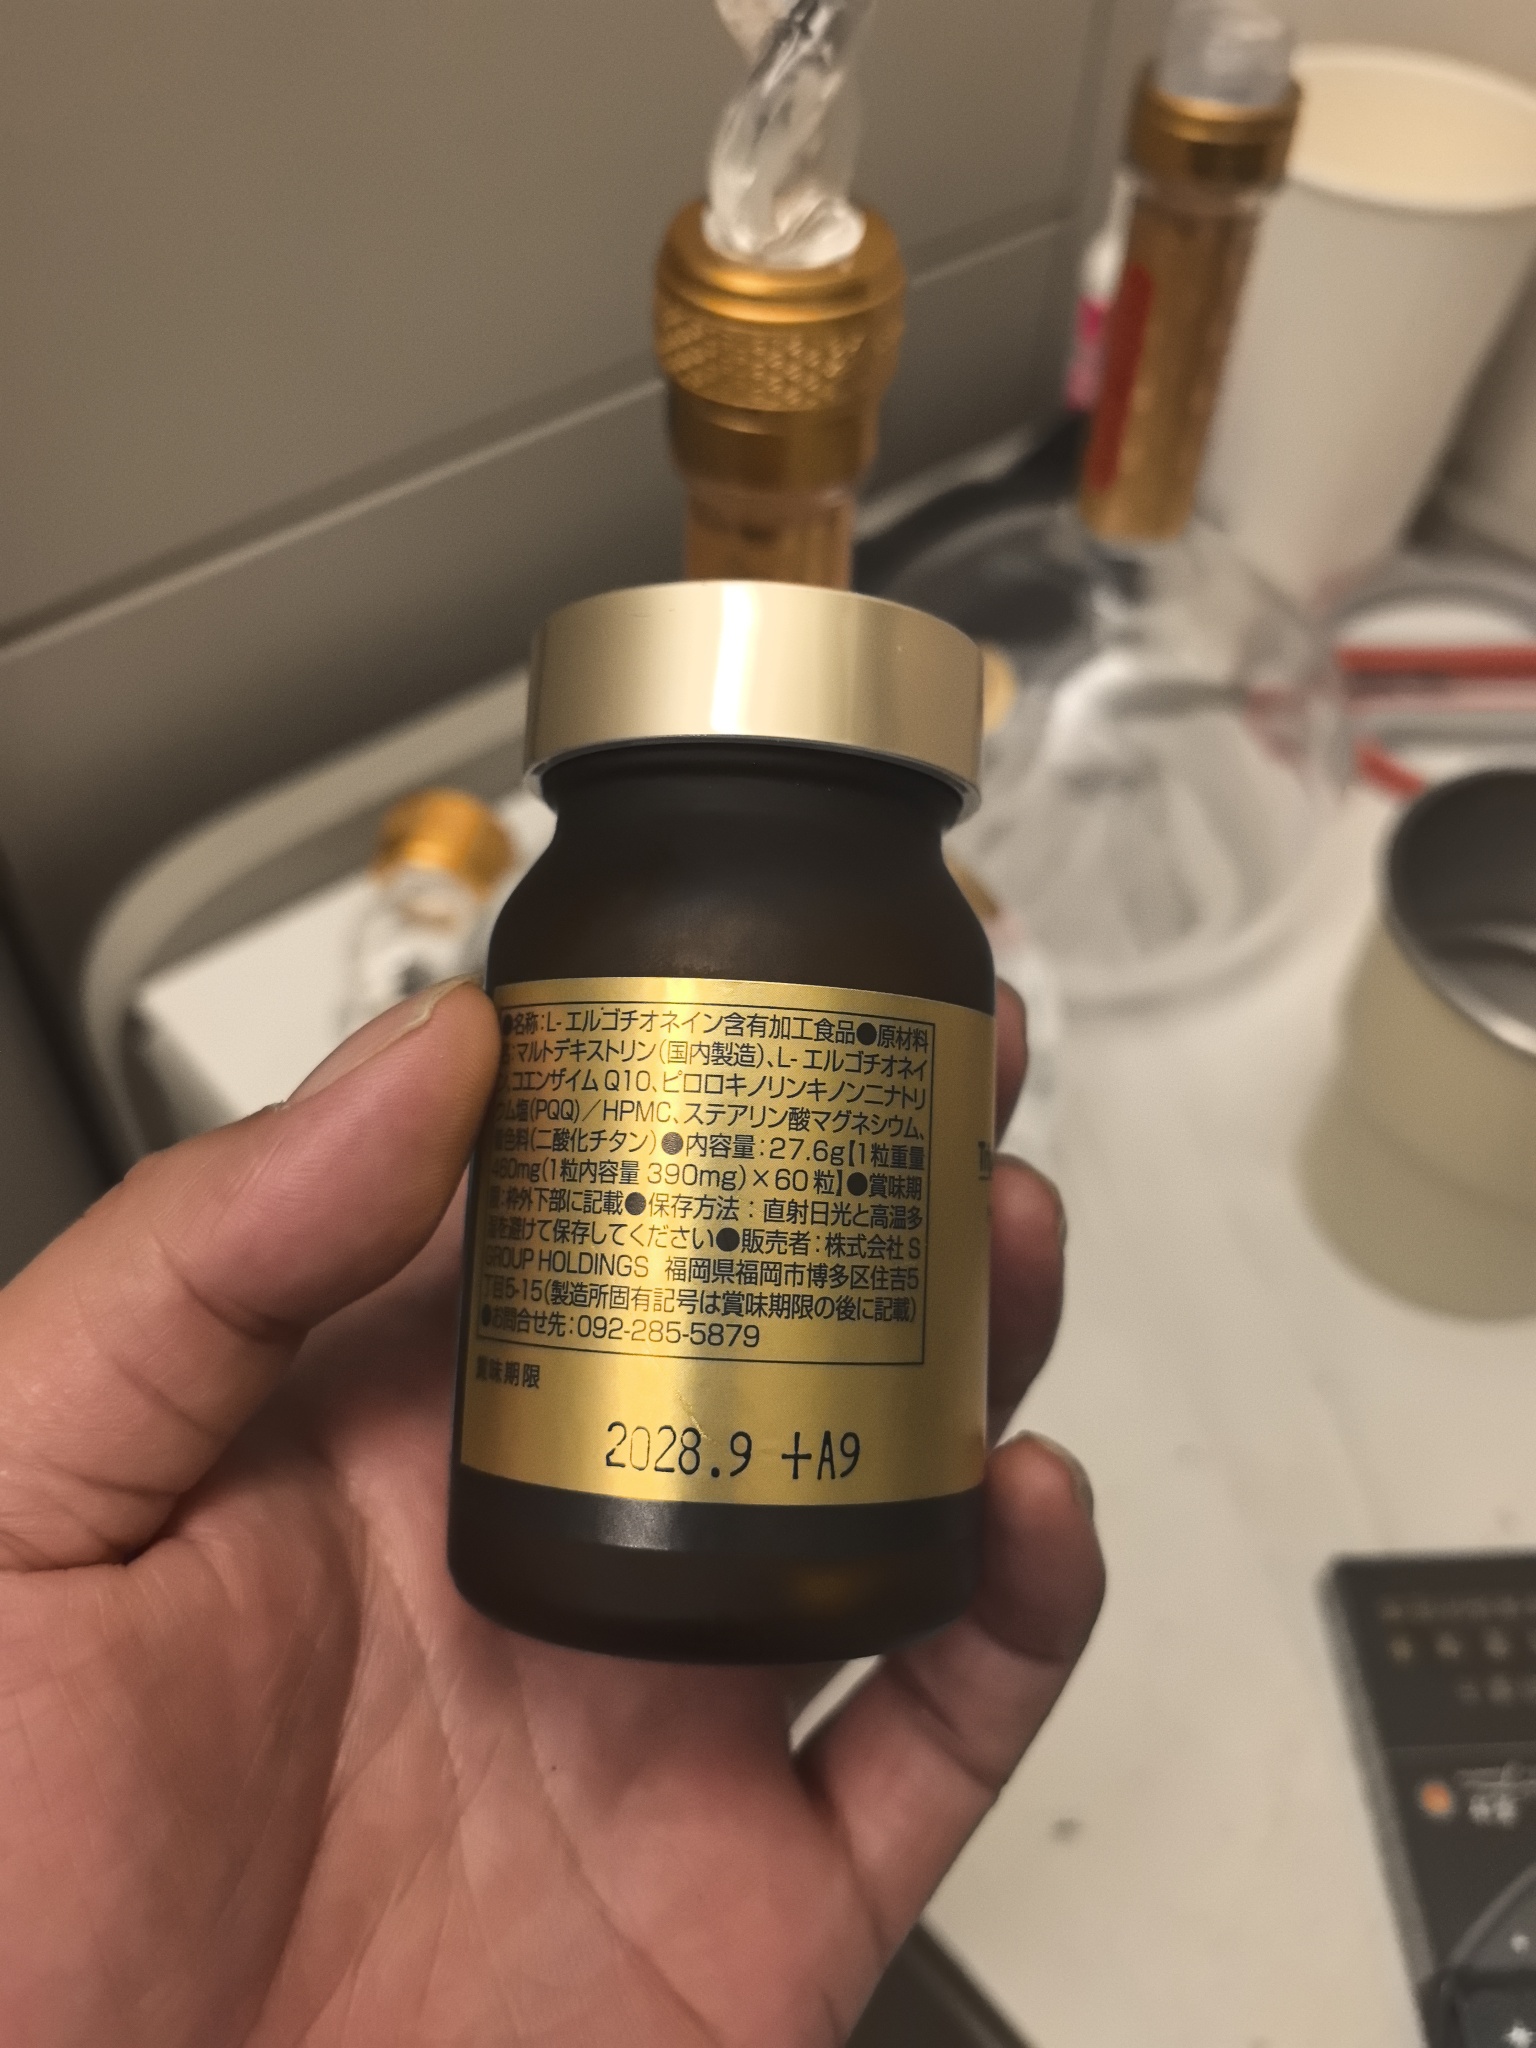 ●名称：L-エルゴチオネイン含有加工食品●原材料
：マルトデキストリン（国内製造）、L-エルゴチオネイ
、コエンザイムQ10、ピロロキノリンキノン二ナトリ
ウム塩（PQQ）／HPMC、ステアリン酸マグネシウム、
着色料（二酸化チタン）●内容量：27.6g【1粒重量
460mg（1粒内容量 390mg）×60粒】●賞味期
限：枠外下部に記載●保存方法：直射日光と高温多
湿を避けて保存してください●販売者：株式会社 S
GROUP HOLDINGS 福岡県福岡市博多区住吉5
丁目5-15（製造所固有記号は賞味期限の後に記載）
●お問合せ先：092-285-5879
賞味期限
2028.9 +A9